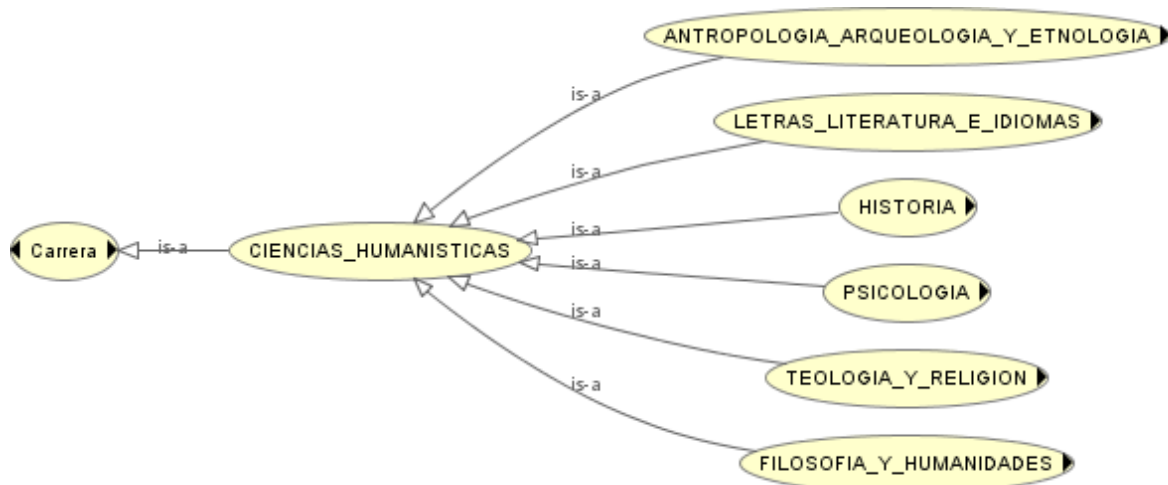 ANTROPOLOGIA_ARQUEOLOGIA_Y_ETNOLOGIA
is-a
LETRAS_LITERATURA_E_IDIOMAS
is-a
HISTORIA
is-a
Carrera
is-a
CIENCIAS_HUMANISTICAS
is-a
PSICOLOGIA
is-a
TEOLOGIA_Y_RELIGION
is-a
FILOSOFIA_Y_HUMANIDADES